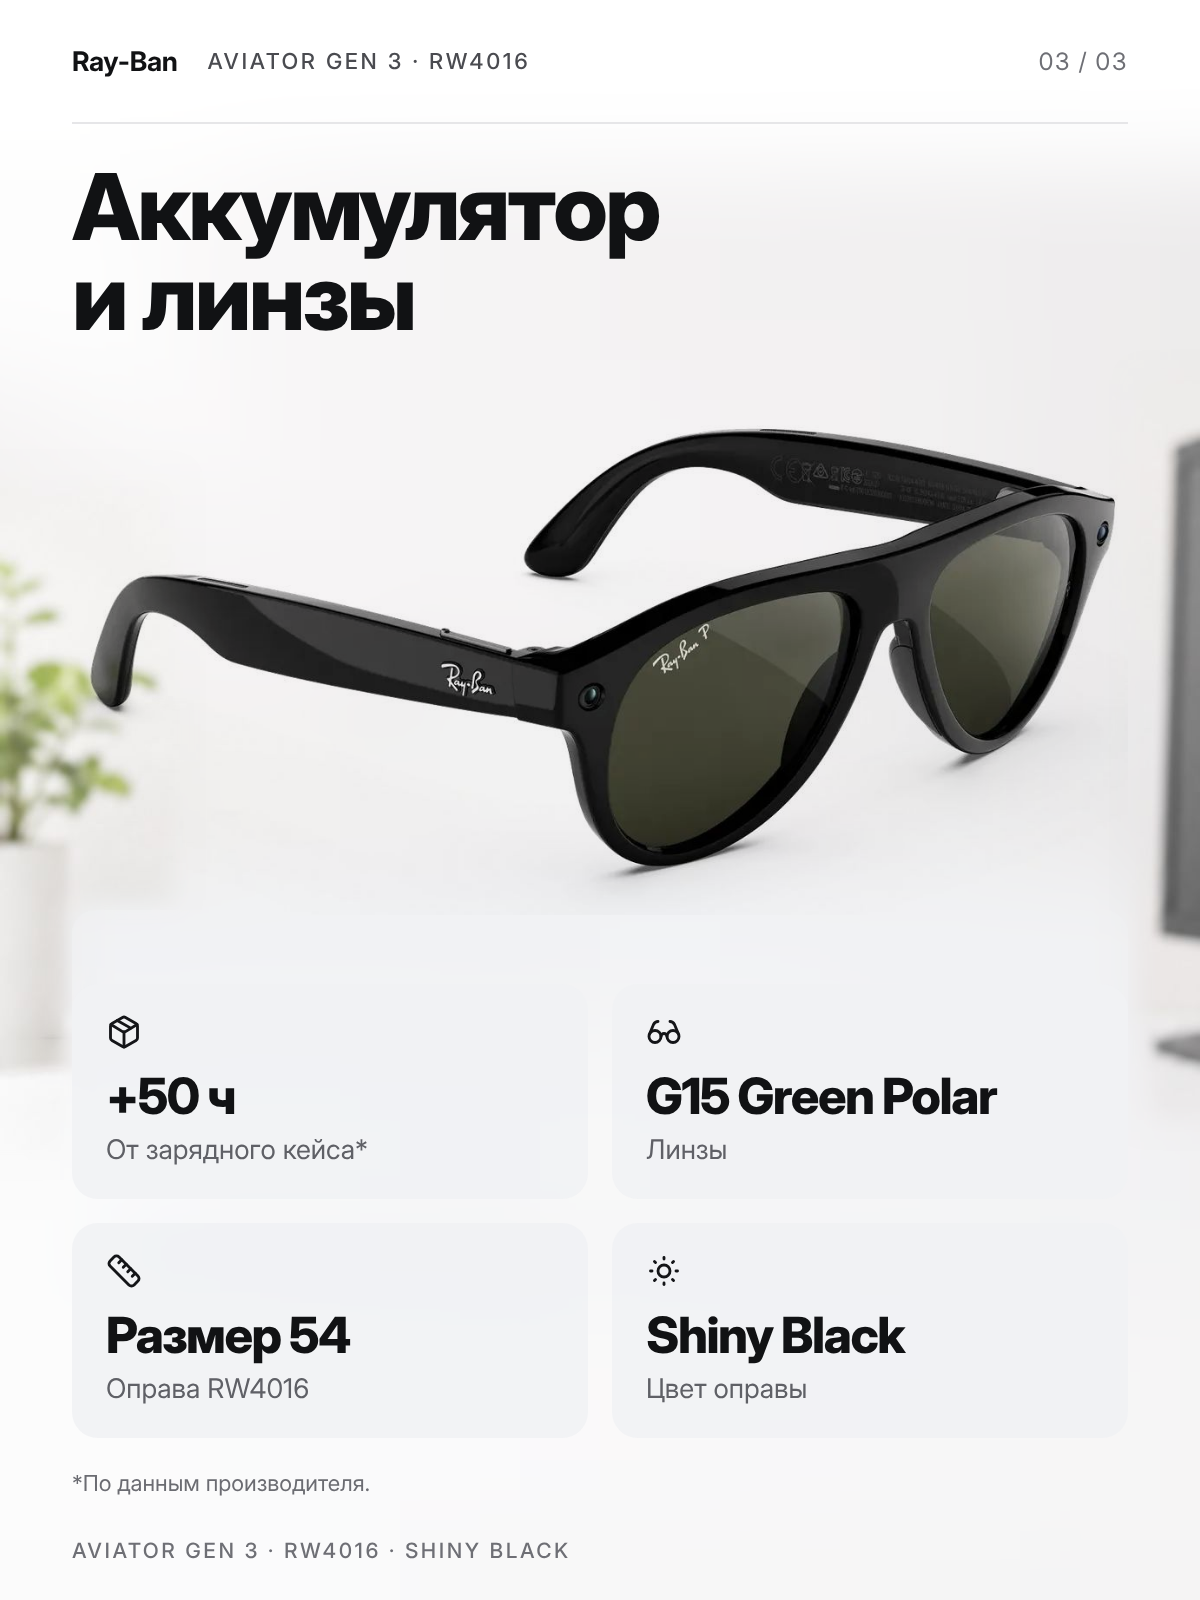 Ray-Ban AVIATOR GEN 3 · RW4016 03 / 03
Аккумулятор
и линзы
Ray-Ban P
Ray-Ban
+50 ч
От зарядного кейса*
G15 Green Polar
Линзы
Размер 54
Оправа RW4016
Shiny Black
Цвет оправы
*По данным производителя.
AVIATOR GEN 3 · RW4016 · SHINY BLACK